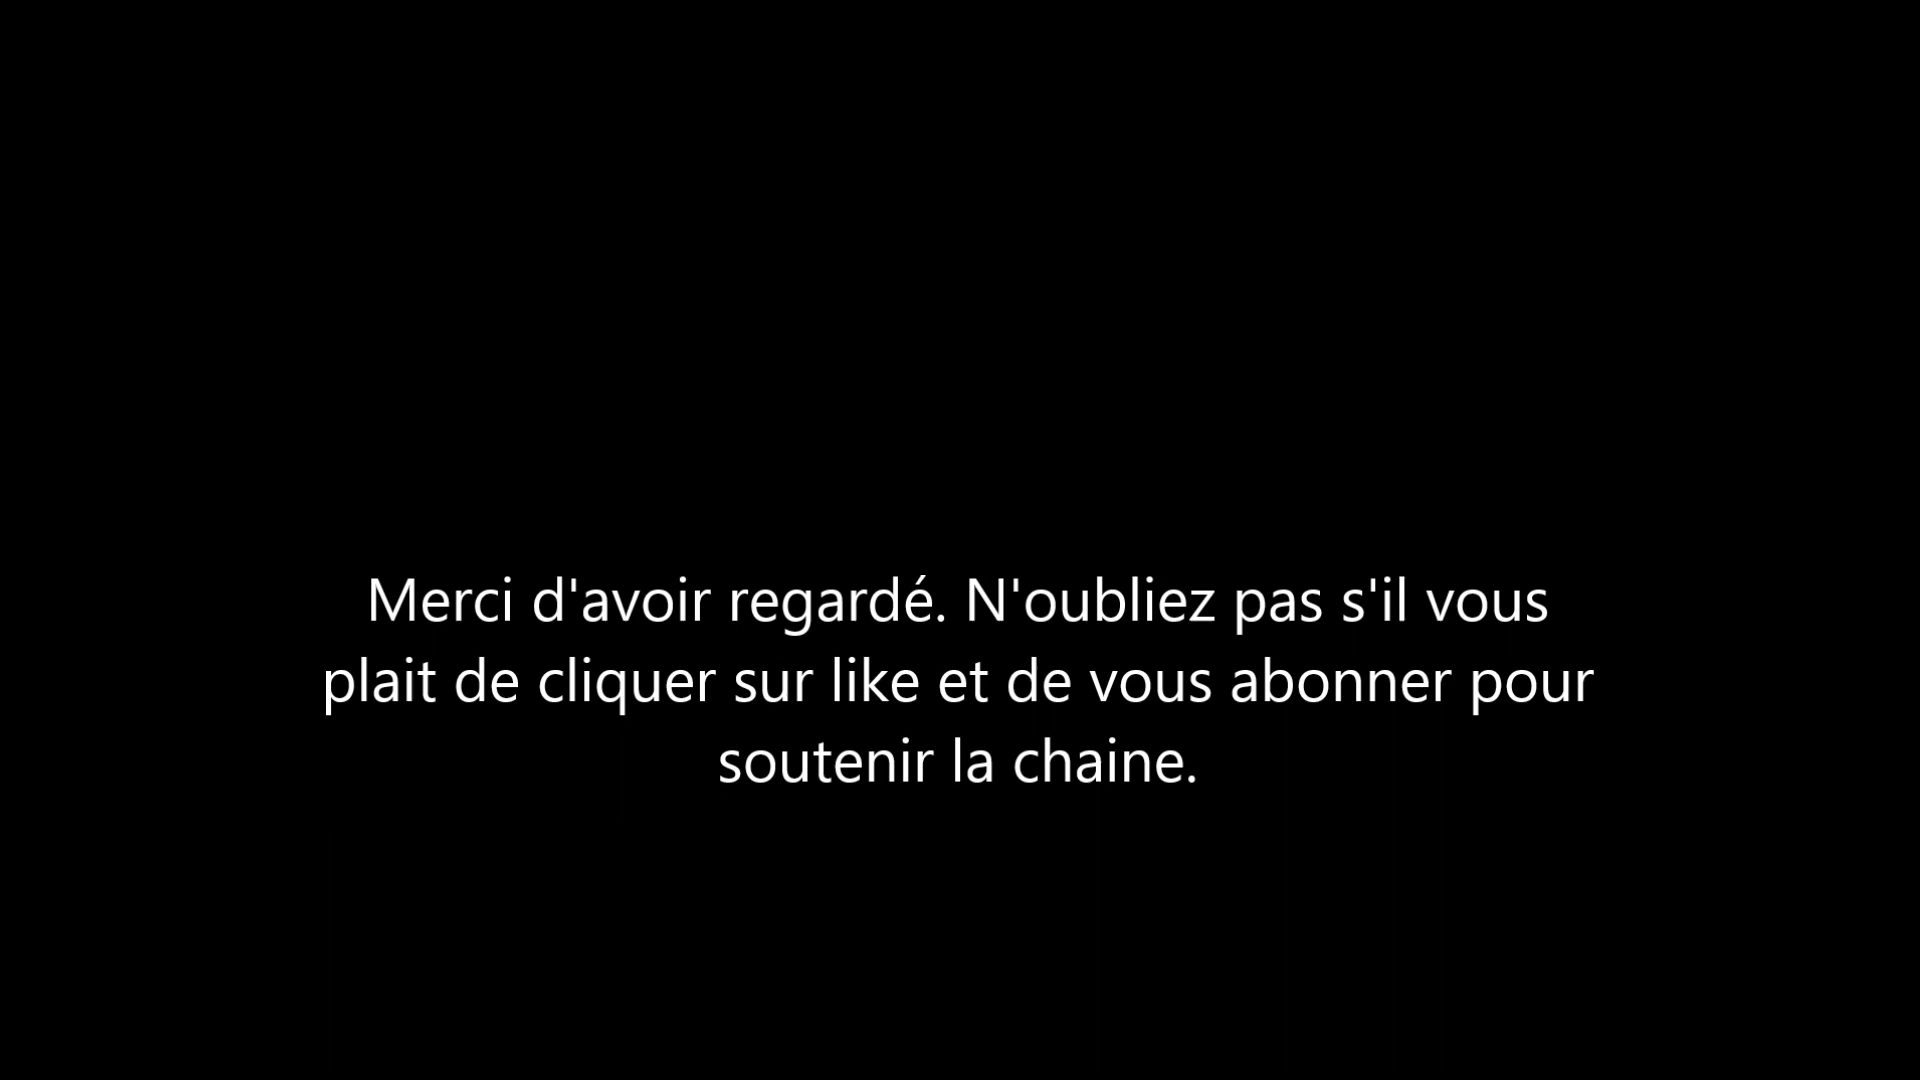 Merci d'avoir regardé. N'oubliez pas s'il vous
plait de cliquer sur like et de vous abonner pour
soutenir la chaine.